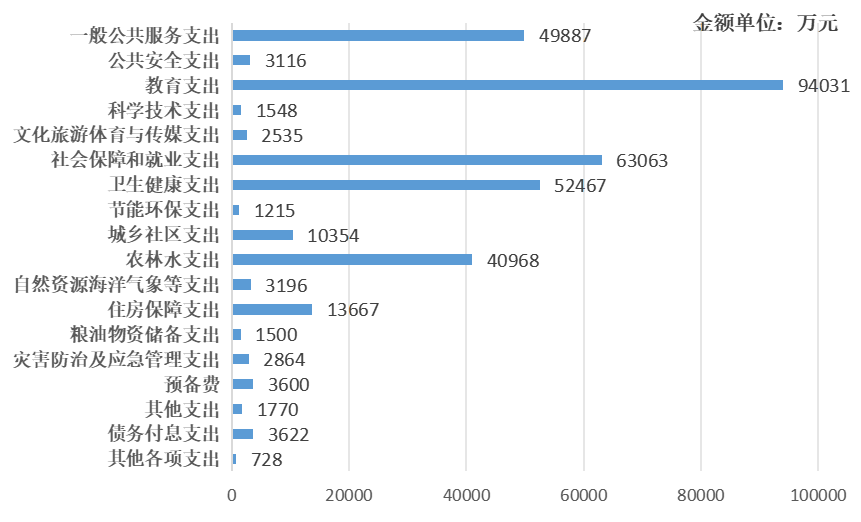 金额单位：万元
一般公共服务支出 49887
公共安全支出 3116
教育支出 94031
科学技术支出 1548
文化旅游体育与传媒支出 2535
社会保障和就业支出 63063
卫生健康支出 52467
节能环保支出 1215
城乡社区支出 10354
农林水支出 40968
自然资源海洋气象等支出 3196
住房保障支出 13667
粮油物资储备支出 1500
灾害防治及应急管理支出 2864
预备费 3600
其他支出 1770
债务付息支出 3622
其他各项支出 728
0 20000 40000 60000 80000 100000